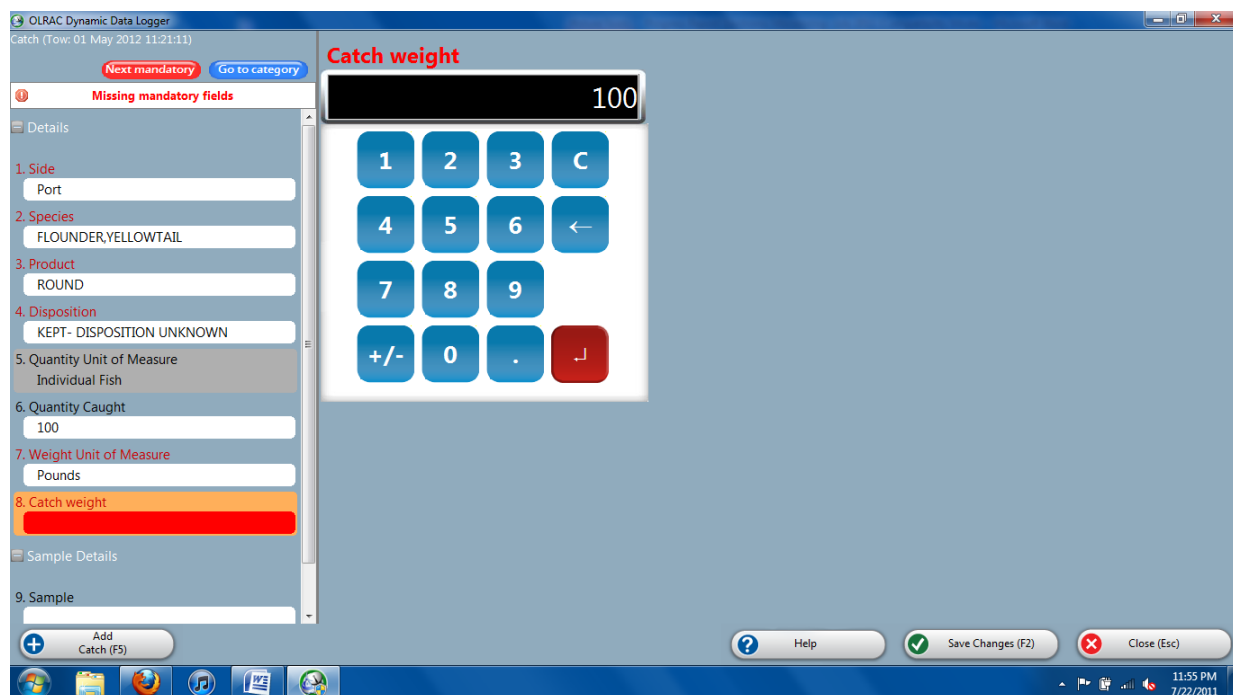 OLRAC Dynamic Data Logger
Catch (Tow: 01 May 2012 11:21:11)
Next mandatory Go to category
Missing mandatory fields
Details
1. Side
Port
2. Species
FLOUNDER,YELLOWTAIL
3. Product
ROUND
4. Disposition
KEPT- DISPOSITION UNKNOWN
5. Quantity Unit of Measure
Individual Fish
6. Quantity Caught
100
7. Weight Unit of Measure
Pounds
8. Catch weight
Sample Details
9. Sample
Catch weight
100
1 2 3 C
4 5 6 ←
7 8 9
+/- 0 . ↵
Add
Catch (F5)
Help
Save Changes (F2)
Close (Esc)
11:55 PM
7/22/2011